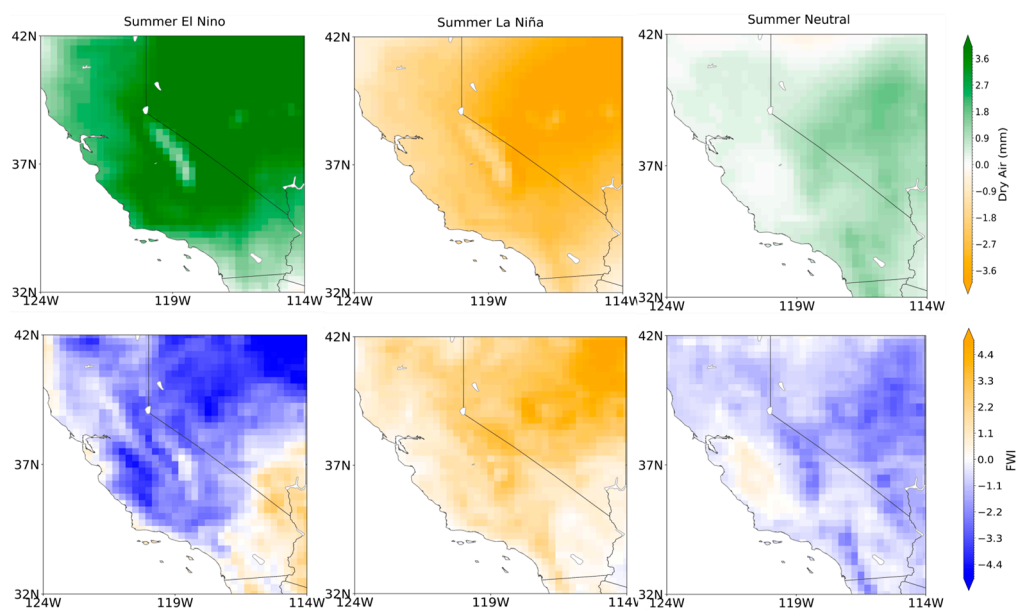 Summer El Nino
Summer La Niña
Summer Neutral
42N
37N
32N
124W
119W
114W
42N
37N
32N
124W
119W
114W
42N
37N
32N
124W
119W
114W
3.6
2.7
1.8
0.9
0.0
−0.9
−1.8
−2.7
−3.6
Dry Air (mm)
42N
37N
32N
124W
119W
114W
42N
37N
32N
124W
119W
114W
42N
37N
32N
124W
119W
114W
4.4
3.3
2.2
1.1
0.0
−1.1
−2.2
−3.3
−4.4
FWI